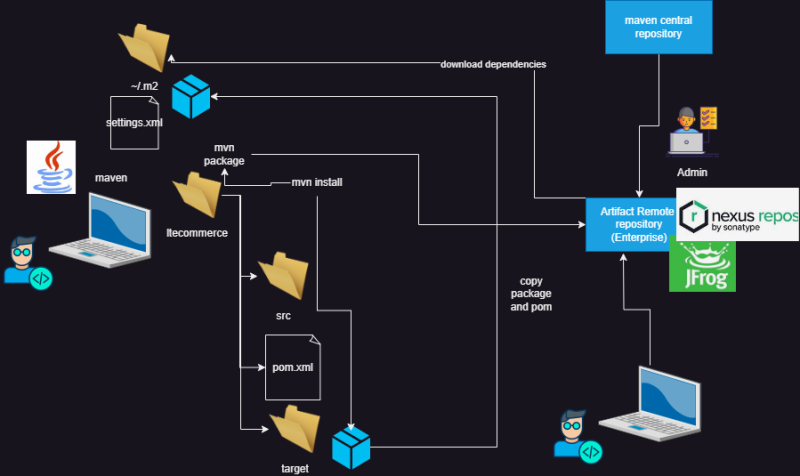 maven central
repository
download dependencies
~/.m2
settings.xml
mvn
package
mvn install
maven
Admin
ltecommerce
Artifact Remote
repository
(Enterprise)
r
nexus repos
by sonatype
JFrog
copy
package
and pom
src
pom.xml
target